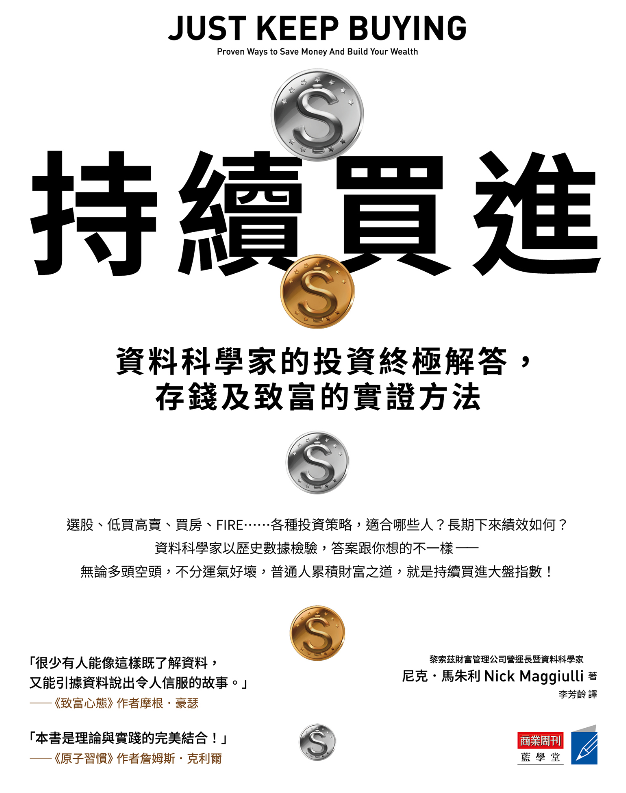 JUST KEEP BUYING
Proven Ways to Save Money And Build Your Wealth
持續買進
資料科學家的投資終極解答，
存錢及致富的實證方法
選股、低買高賣、買房、FIRE⋯⋯各種投資策略，適合哪些人？長期下來績效如何？
資料科學家以歷史數據檢驗，答案跟你想的不一樣——
無論多頭空頭，不分運氣好壞，普通人累積財富之道，就是持續買進大盤指數！
「很少有人能像這樣既了解資料，
又能引據資料說出令人信服的故事。」
——《致富心態》作者摩根．豪瑟
「本書是理論與實踐的完美結合！」
——《原子習慣》作者詹姆斯．克利爾
黎索茲財富管理公司營運長暨資料科學家
尼克．馬朱利 Nick Maggiulli 著
李芳齡 譯
商業周刊
藍學堂